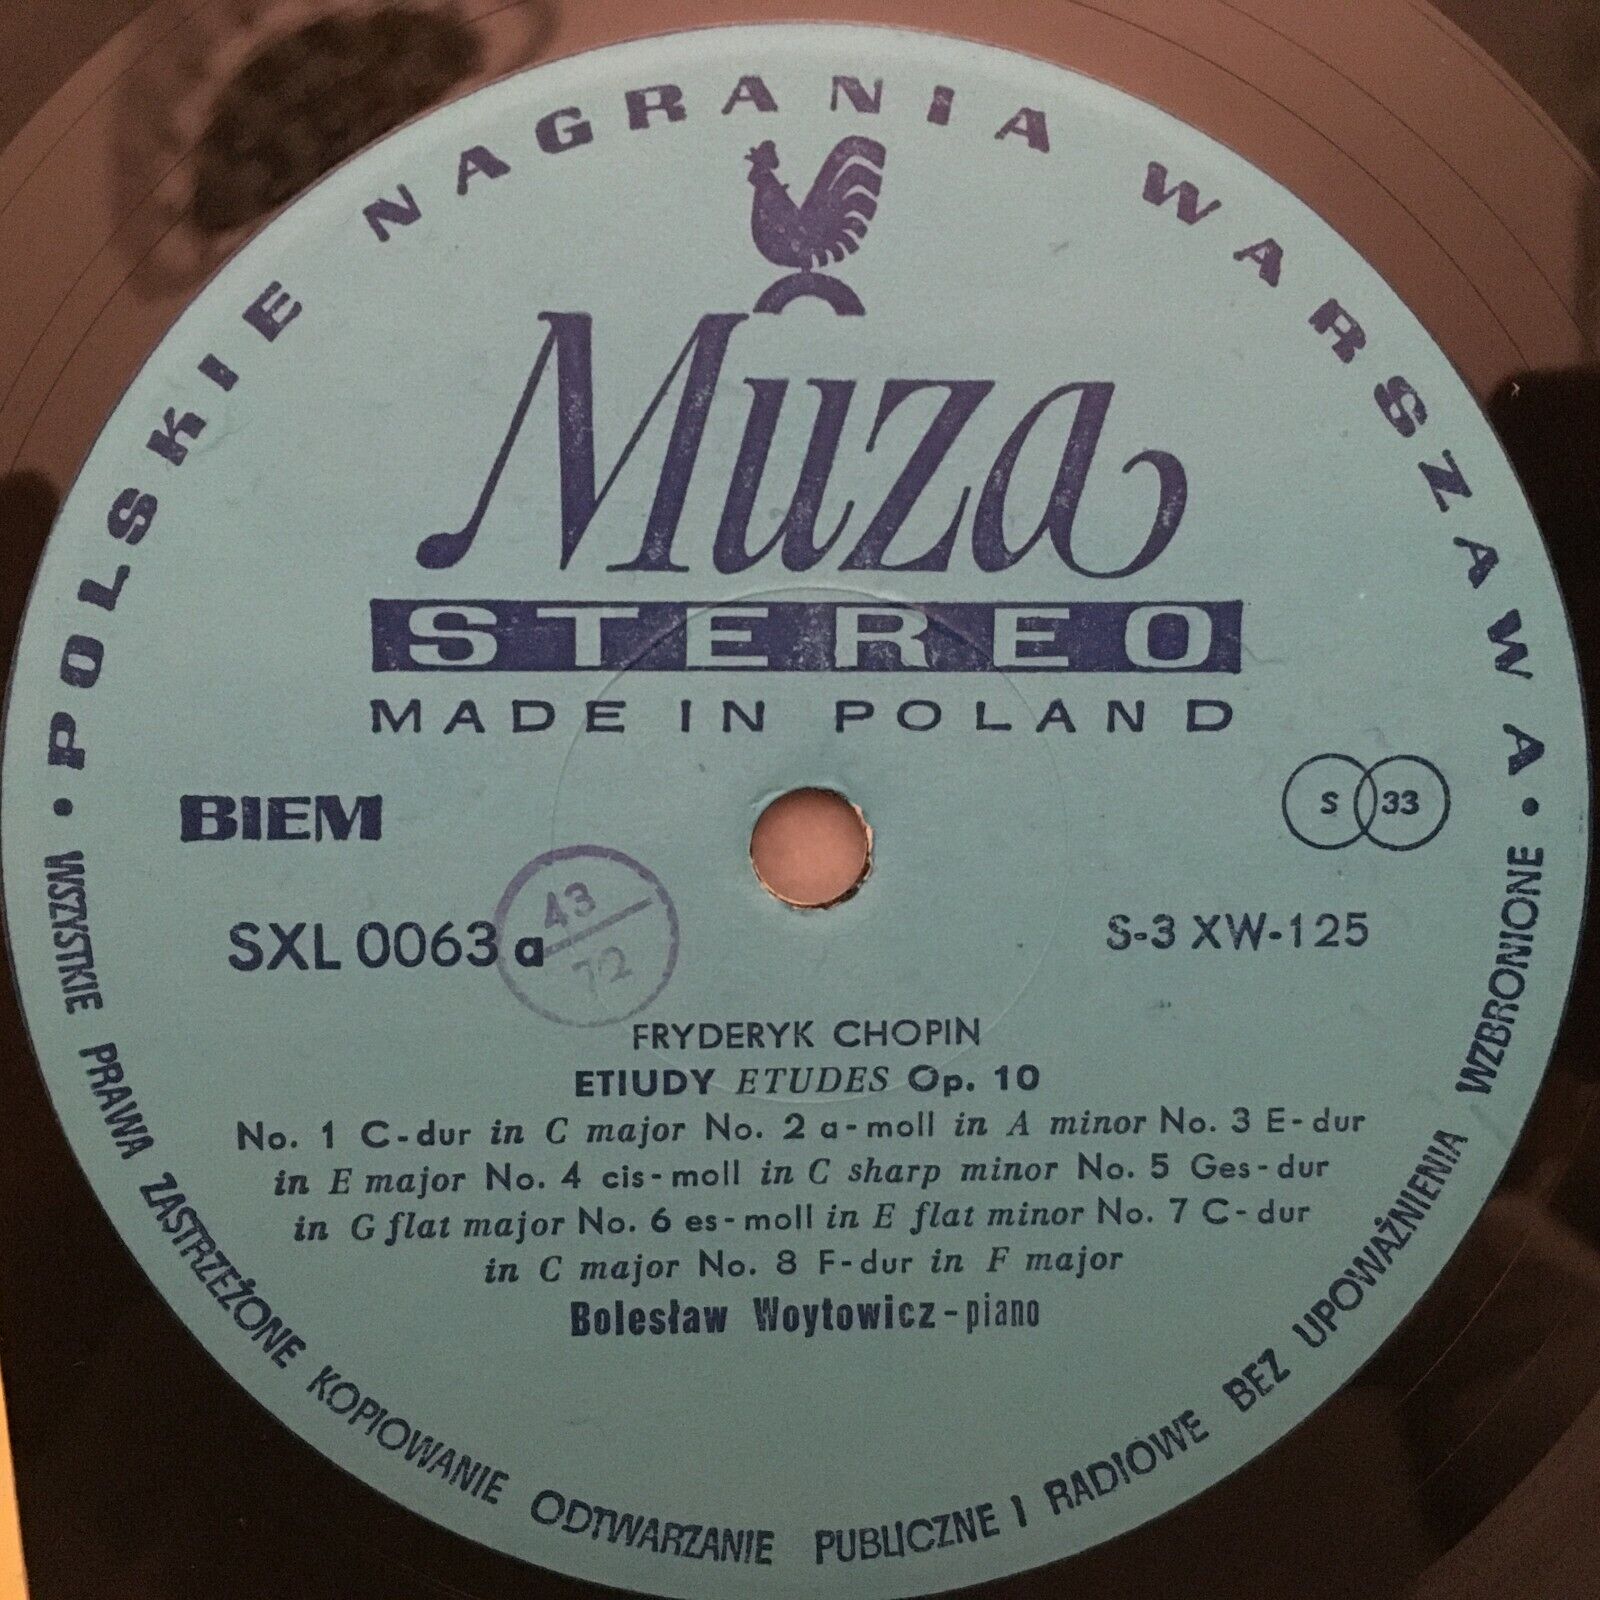 POLSKIE NAGRANIA WARSZAWA
Muza
STEREO
MADE IN POLAND
BIEM
S 33
SXL 0063 a
43
72
S-3 XW-125
FRYDERYK CHOPIN
ETIUDY ETUDES Op. 10
No. 1 C-dur in C major No. 2 a-moll in A minor No. 3 E-dur
in E major No. 4 cis-moll in C sharp minor No. 5 Ges-dur
in G flat major No. 6 es-moll in E flat minor No. 7 C-dur
in C major No. 8 F-dur in F major
Bolesław Woytowicz-piano
• WSZYSTKIE PRAWA ZASTRZEŻONE KOPIOWANIE ODTWARZANIE PUBLICZNE I RADIOWE BEZ UPOWAŻNIENIA WZBRONIONE •